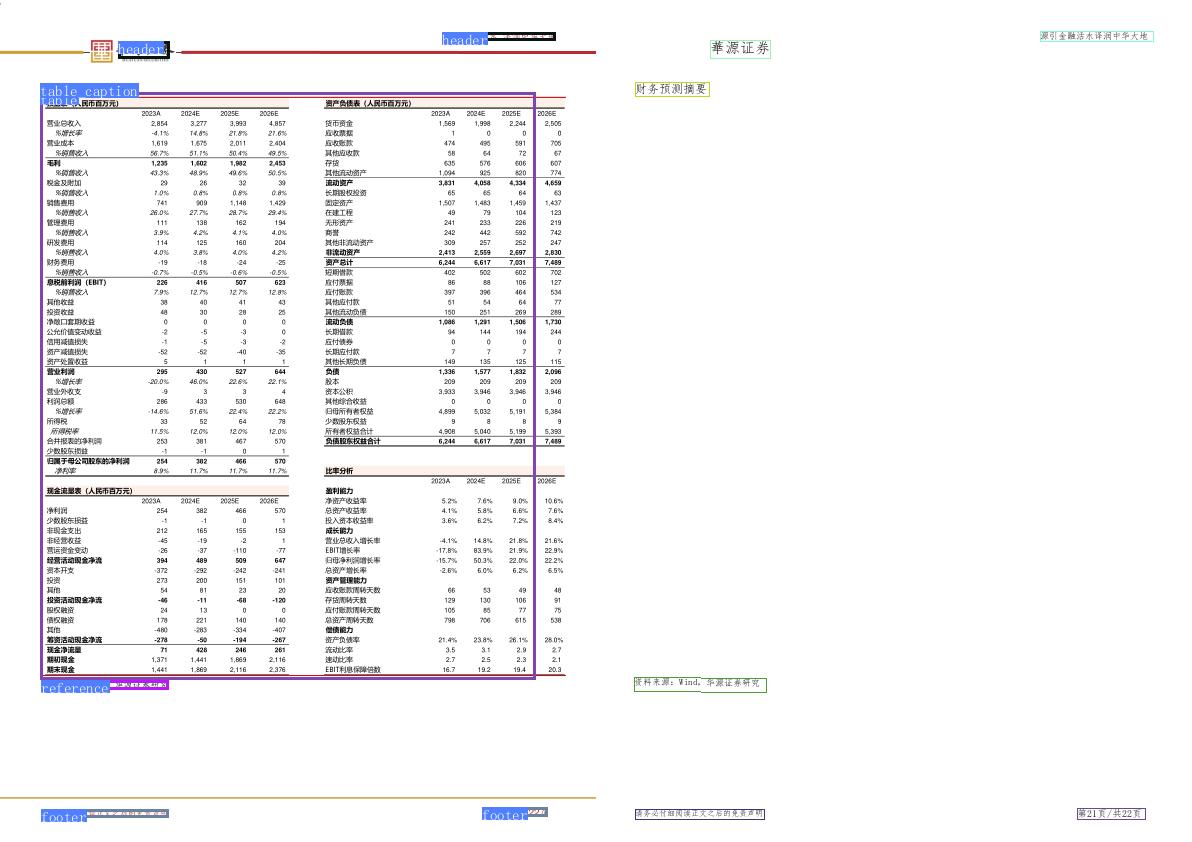 header
header
華源证券
源引金融活水译润中华大地
table_caption
财务预测摘要
table
（人民币百万元）
2023A 2024E 2025E 2026E
营业总收入 2,854 3,277 3,993 4,857
%增长率 -4.1% 14.8% 21.8% 21.6%
营业成本 1,619 1,675 2,011 2,404
%销售收入 56.7% 51.1% 50.4% 49.5%
毛利 1,235 1,602 1,982 2,453
%销售收入 43.3% 48.9% 49.6% 50.5%
税金及附加 29 26 32 39
%销售收入 1.0% 0.8% 0.8% 0.8%
销售费用 741 909 1,148 1,429
%销售收入 26.0% 27.7% 28.7% 29.4%
管理费用 111 138 162 194
%销售收入 3.9% 4.2% 4.1% 4.0%
研发费用 114 125 160 204
%销售收入 4.0% 3.8% 4.0% 4.2%
财务费用 -19 -18 -24 -25
%销售收入 -0.7% -0.5% -0.6% -0.5%
息税前利润（EBIT） 226 416 507 623
%销售收入 7.9% 12.7% 12.7% 12.8%
其他收益 38 40 41 43
投资收益 48 30 28 25
净敞口套期收益 0 0 0 0
公允价值变动收益 -2 -5 -3 0
信用减值损失 -1 -5 -3 -2
资产减值损失 -52 -52 -40 -35
资产处置收益 5 1 1 1
营业利润 295 430 527 644
%增长率 -20.0% 46.0% 22.6% 22.1%
营业外收支 -9 3 3 4
利润总额 286 433 530 648
%增长率 -14.6% 51.6% 22.4% 22.2%
所得税 33 52 64 78
所得税率 11.5% 12.0% 12.0% 12.0%
合并报表的净利润 253 381 467 570
少数股东损益 -1 -1 0 1
归属于母公司股东的净利润 254 382 466 570
净利率 8.9% 11.7% 11.7% 11.7%
现金流量表（人民币百万元）
2023A 2024E 2025E 2026E
净利润 254 382 466 570
少数股东损益 -1 -1 0 1
非现金支出 212 165 155 153
非经营收益 -45 -19 -2 1
营运资金变动 -26 -37 -110 -77
经营活动现金净流 394 489 509 647
资本开支 -372 -292 -242 -241
投资 273 200 151 101
其他 54 81 23 20
投资活动现金净流 -46 -11 -68 -120
股权融资 24 13 0 0
债权融资 178 221 140 140
其他 -480 -283 -334 -407
筹资活动现金净流 -278 -50 -194 -267
现金净流量 71 428 246 261
期初现金 1,371 1,441 1,869 2,116
期末现金 1,441 1,869 2,116 2,376
资产负债表（人民币百万元）
2023A 2024E 2025E 2026E
货币资金 1,569 1,998 2,244 2,505
应收票据 1 0 0 0
应收账款 474 495 591 705
其他应收款 58 64 72 67
存货 635 576 606 607
其他流动资产 1,094 925 820 774
流动资产 3,831 4,058 4,334 4,659
长期股权投资 65 65 64 63
固定资产 1,507 1,483 1,459 1,437
在建工程 49 79 104 123
无形资产 241 233 226 219
商誉 242 442 592 742
其他非流动资产 309 257 252 247
非流动资产 2,413 2,559 2,697 2,830
资产总计 6,244 6,617 7,031 7,489
短期借款 402 502 602 702
应付票据 86 88 106 127
应付账款 397 396 464 534
其他应付款 51 54 64 77
其他流动负债 150 251 269 289
流动负债 1,086 1,291 1,506 1,730
长期借款 94 144 194 244
应付债券 0 0 0 0
长期应付款 7 7 7 7
其他长期负债 149 135 125 115
负债 1,336 1,577 1,832 2,096
股本 209 209 209 209
资本公积 3,933 3,946 3,946 3,946
其他综合收益 0 0 0 0
归母所有者权益 4,899 5,032 5,191 5,384
少数股东权益 9 8 8 9
所有者权益合计 4,908 5,040 5,199 5,393
负债股东权益合计 6,244 6,617 7,031 7,489
比率分析
2023A 2024E 2025E 2026E
盈利能力
净资产收益率 5.2% 7.6% 9.0% 10.6%
总资产收益率 4.1% 5.8% 6.6% 7.6%
投入资本收益率 3.6% 6.2% 7.2% 8.4%
成长能力
营业总收入增长率 -4.1% 14.8% 21.8% 21.6%
EBIT增长率 -17.8% 83.9% 21.9% 22.9%
归母净利润增长率 -15.7% 50.3% 22.0% 22.2%
总资产增长率 -2.6% 6.0% 6.2% 6.5%
资产管理能力
应收账款周转天数 66 53 49 48
存货周转天数 129 130 106 91
应付账款周转天数 105 85 77 75
总资产周转天数 798 706 615 538
偿债能力
资产负债率 21.4% 23.8% 26.1% 28.0%
流动比率 3.5 3.1 2.9 2.7
速动比率 2.7 2.5 2.3 2.1
EBIT利息保障倍数 16.7 19.2 19.4 20.3
reference
资料来源：Wind，华源证券研究
footer
footer
请务必仔细阅读正文之后的免责声明
第21页/共22页